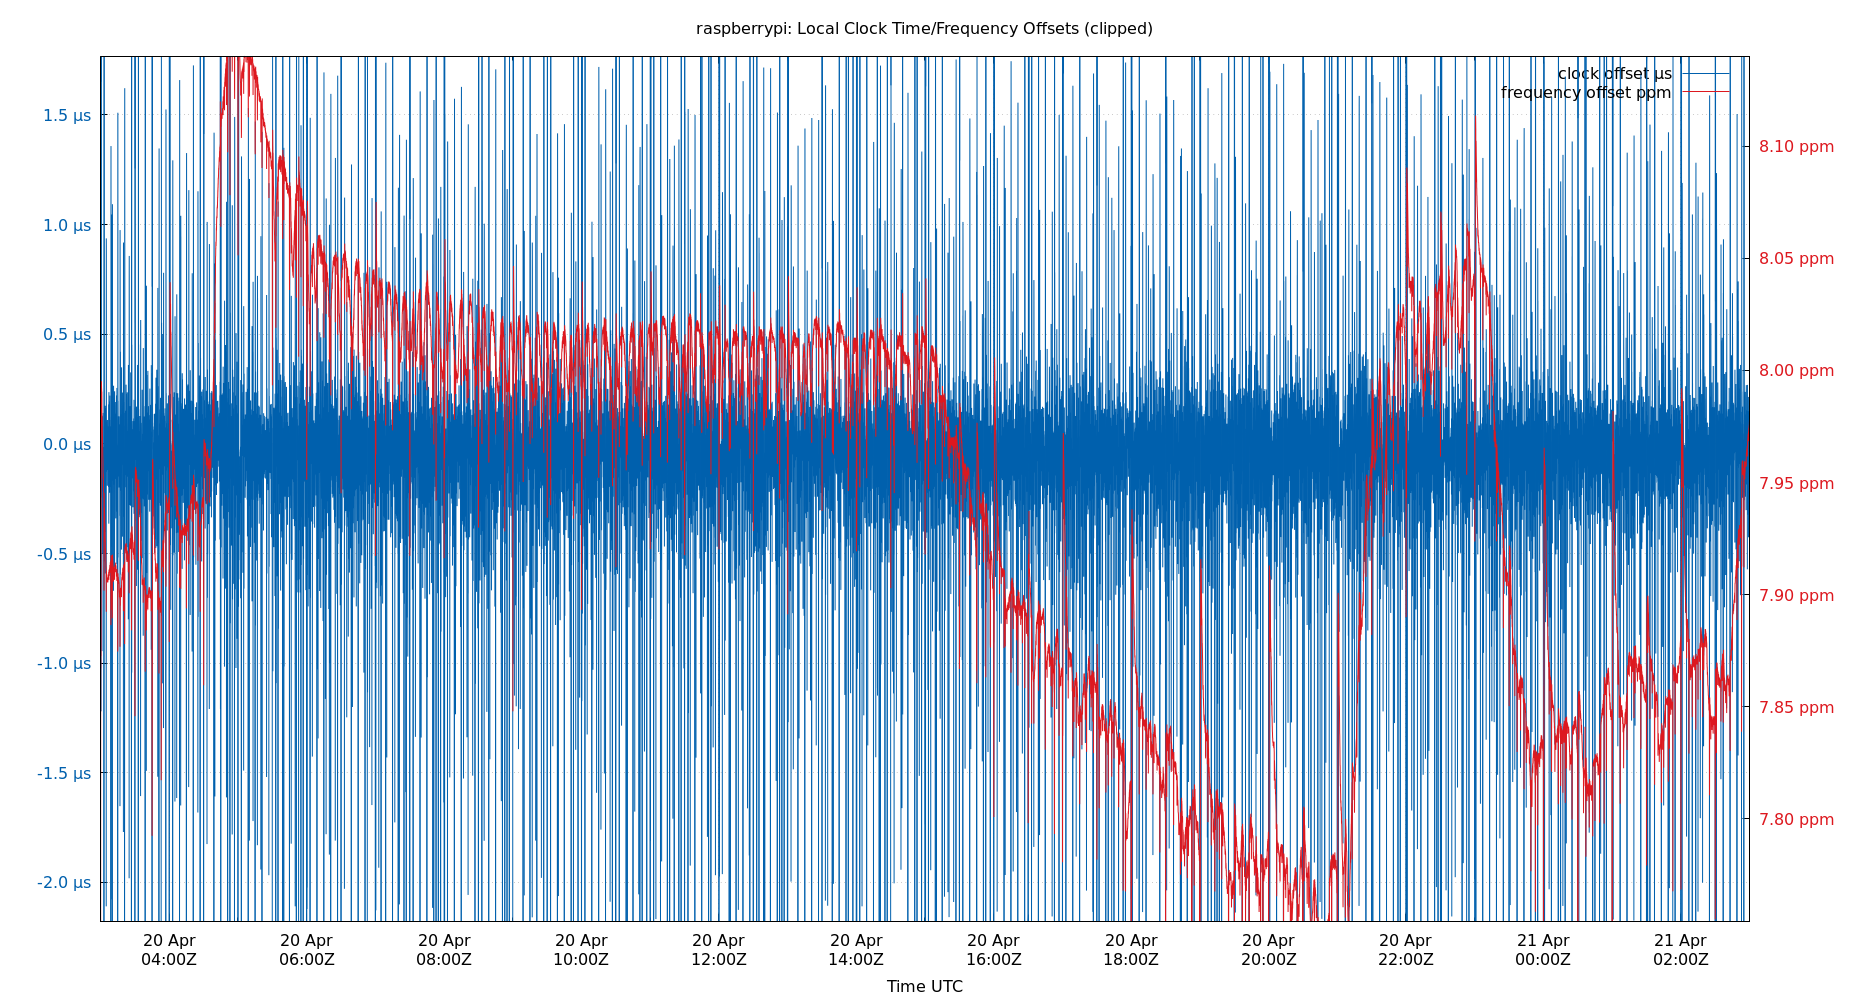 raspberrypi: Local Clock Time/Frequency Offsets (clipped)
clock offset µs
frequency offset ppm
1.5 µs
1.0 µs
0.5 µs
0.0 µs
-0.5 µs
-1.0 µs
-1.5 µs
-2.0 µs
8.10 ppm
8.05 ppm
8.00 ppm
7.95 ppm
7.90 ppm
7.85 ppm
7.80 ppm
20 Apr 20 Apr 20 Apr 20 Apr 20 Apr 20 Apr 20 Apr 20 Apr 20 Apr 20 Apr 21 Apr 21 Apr
04:00Z 06:00Z 08:00Z 10:00Z 12:00Z 14:00Z 16:00Z 18:00Z 20:00Z 22:00Z 00:00Z 02:00Z
Time UTC